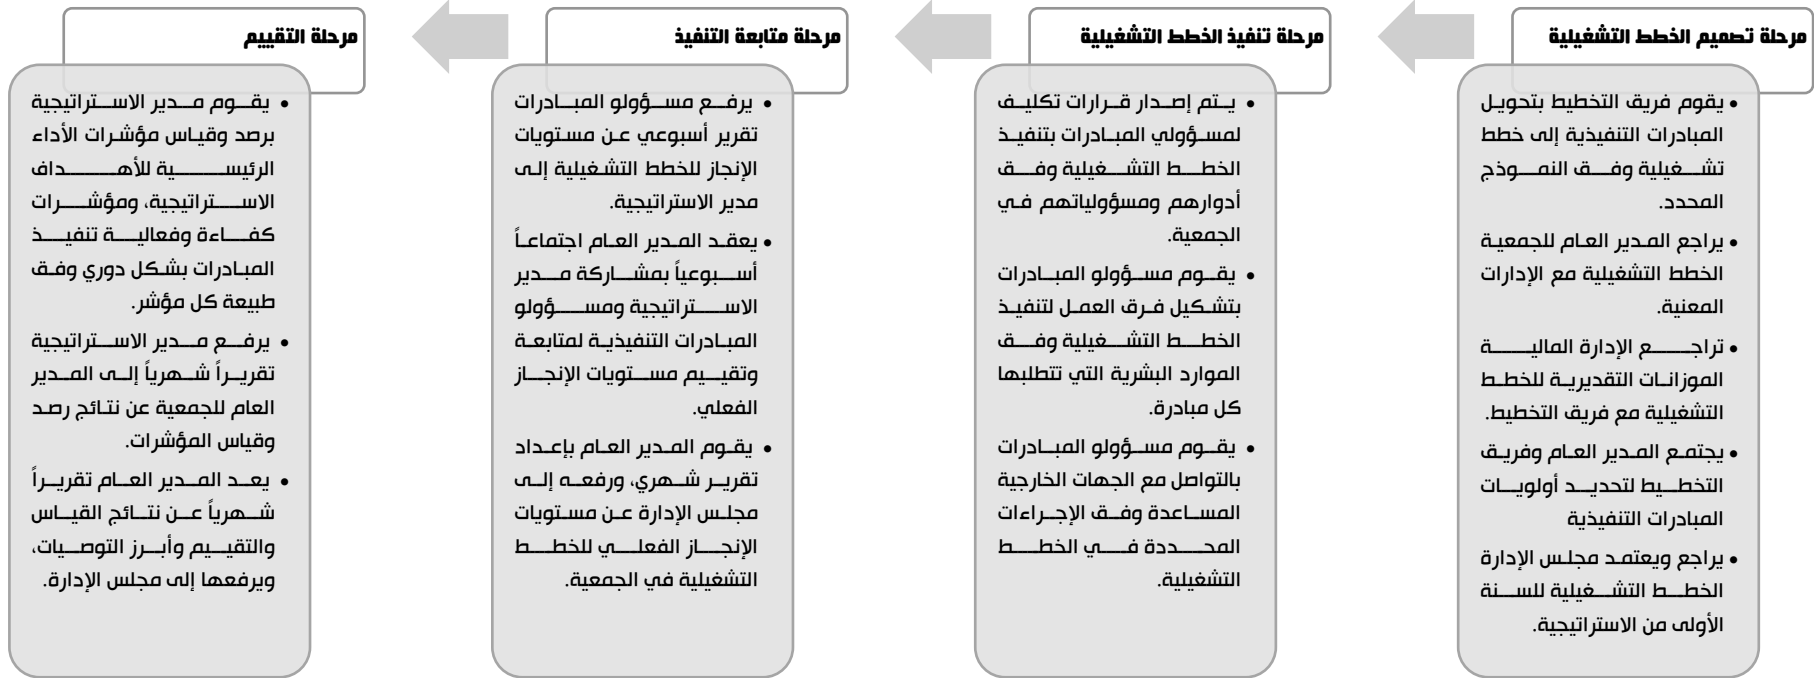 مرحلة تصميم الخطط التشغيلية
• يقوم فريق التخطيط بتحويل
المبادرات التنفيذية إلى خطط
تشغيلية وفق النموذج
المحدد.
• يراجع المدير العام للجمعية
الخطط التشغيلية مع الإدارات
المعنية.
• تراجع الإدارة المالية
الموزانات التقديرية للخطط
التشغيلية مع فريق التخطيط.
• يجتمع المدير العام وفريق
التخطيط لتحديد أولويات
المبادرات التنفيذية
• يراجع ويعتمد مجلس الإدارة
الخطط التشغيلية للسنة
الأولى من الاستراتيجية.
مرحلة تنفيذ الخطط التشغيلية
• يتم إصدار قرارات تكليف
لمسؤولي المبادرات بتنفيذ
الخطط التشغيلية وفق
أدوارهم ومسؤولياتهم في
الجمعية.
• يقوم مسؤولو المبادرات
بتشكيل فرق العمل لتنفيذ
الخطط التشغيلية وفق
الموارد البشرية التي تتطلبها
كل مبادرة.
• يقوم مسؤولو المبادرات
بالتواصل مع الجهات الخارجية
المساعدة وفق الإجراءات
المحددة في الخطط
التشغيلية.
مرحلة متابعة التنفيذ
• يرفع مسؤولو المبادرات
تقرير أسبوعي عن مستويات
الإنجاز للخطط التشغيلية إلى
مدير الاستراتيجية.
• يعقد المدير العام اجتماعاً
أسبوعياً بمشاركة مدير
الاستراتيجية ومسؤولو
المبادرات التنفيذية لمتابعة
وتقييم مستويات الإنجاز
الفعلي.
• يقوم المدير العام بإعداد
تقرير شهري، ورفعه إلى
مجلس الإدارة عن مستويات
الإنجاز الفعلي للخطط
التشغيلية في الجمعية.
مرحلة التقييم
• يقوم مدير الاستراتيجية
برصد وقياس مؤشرات الأداء
الرئيسية للأهداف
الاستراتيجية، ومؤشرات
كفاءة وفعالية تنفيذ
المبادرات بشكل دوري وفق
طبيعة كل مؤشر.
• يرفع مدير الاستراتيجية
تقريراً شهرياً إلى المدير
العام للجمعية عن نتائج رصد
وقياس المؤشرات.
• يعد المدير العام تقريراً
شهرياً عن نتائج القياس
والتقييم وأبرز التوصيات،
ويرفعها إلى مجلس الإدارة.